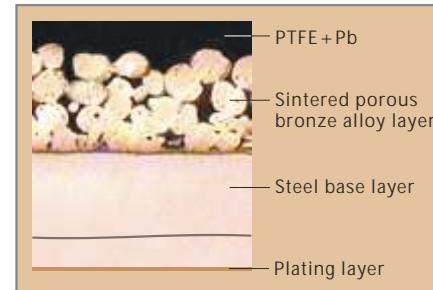 PTFE+Pb
Sintered porous
bronze alloy layer
Steel base layer
Plating layer